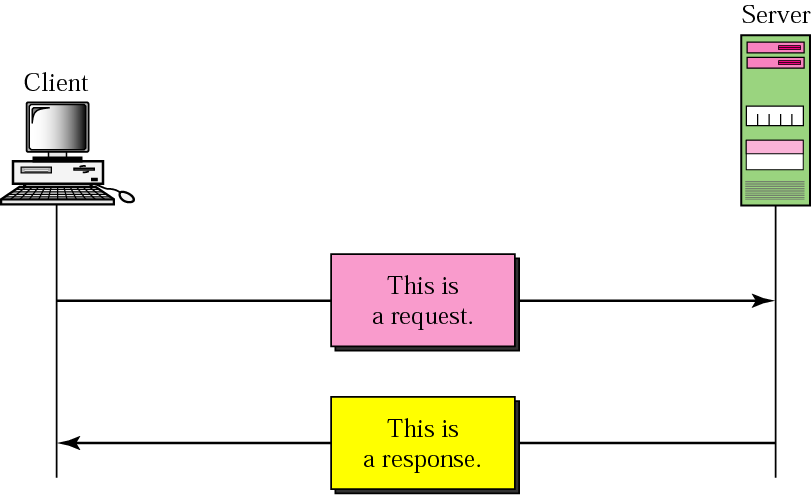 Server
Client
This is
a request.
This is
a response.